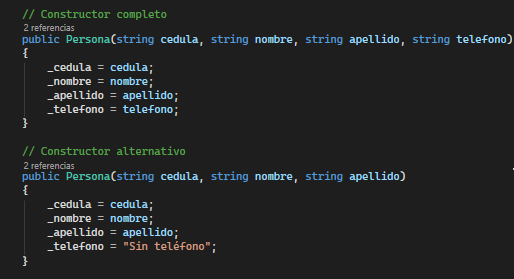 // Constructor completo
2 referencias
public Persona(string cedula, string nombre, string apellido, string telefono)
{
    _cedula = cedula;
    _nombre = nombre;
    _apellido = apellido;
    _telefono = telefono;
}
// Constructor alternativo
2 referencias
public Persona(string cedula, string nombre, string apellido)
{
    _cedula = cedula;
    _nombre = nombre;
    _apellido = apellido;
    _telefono = "Sin teléfono";
}